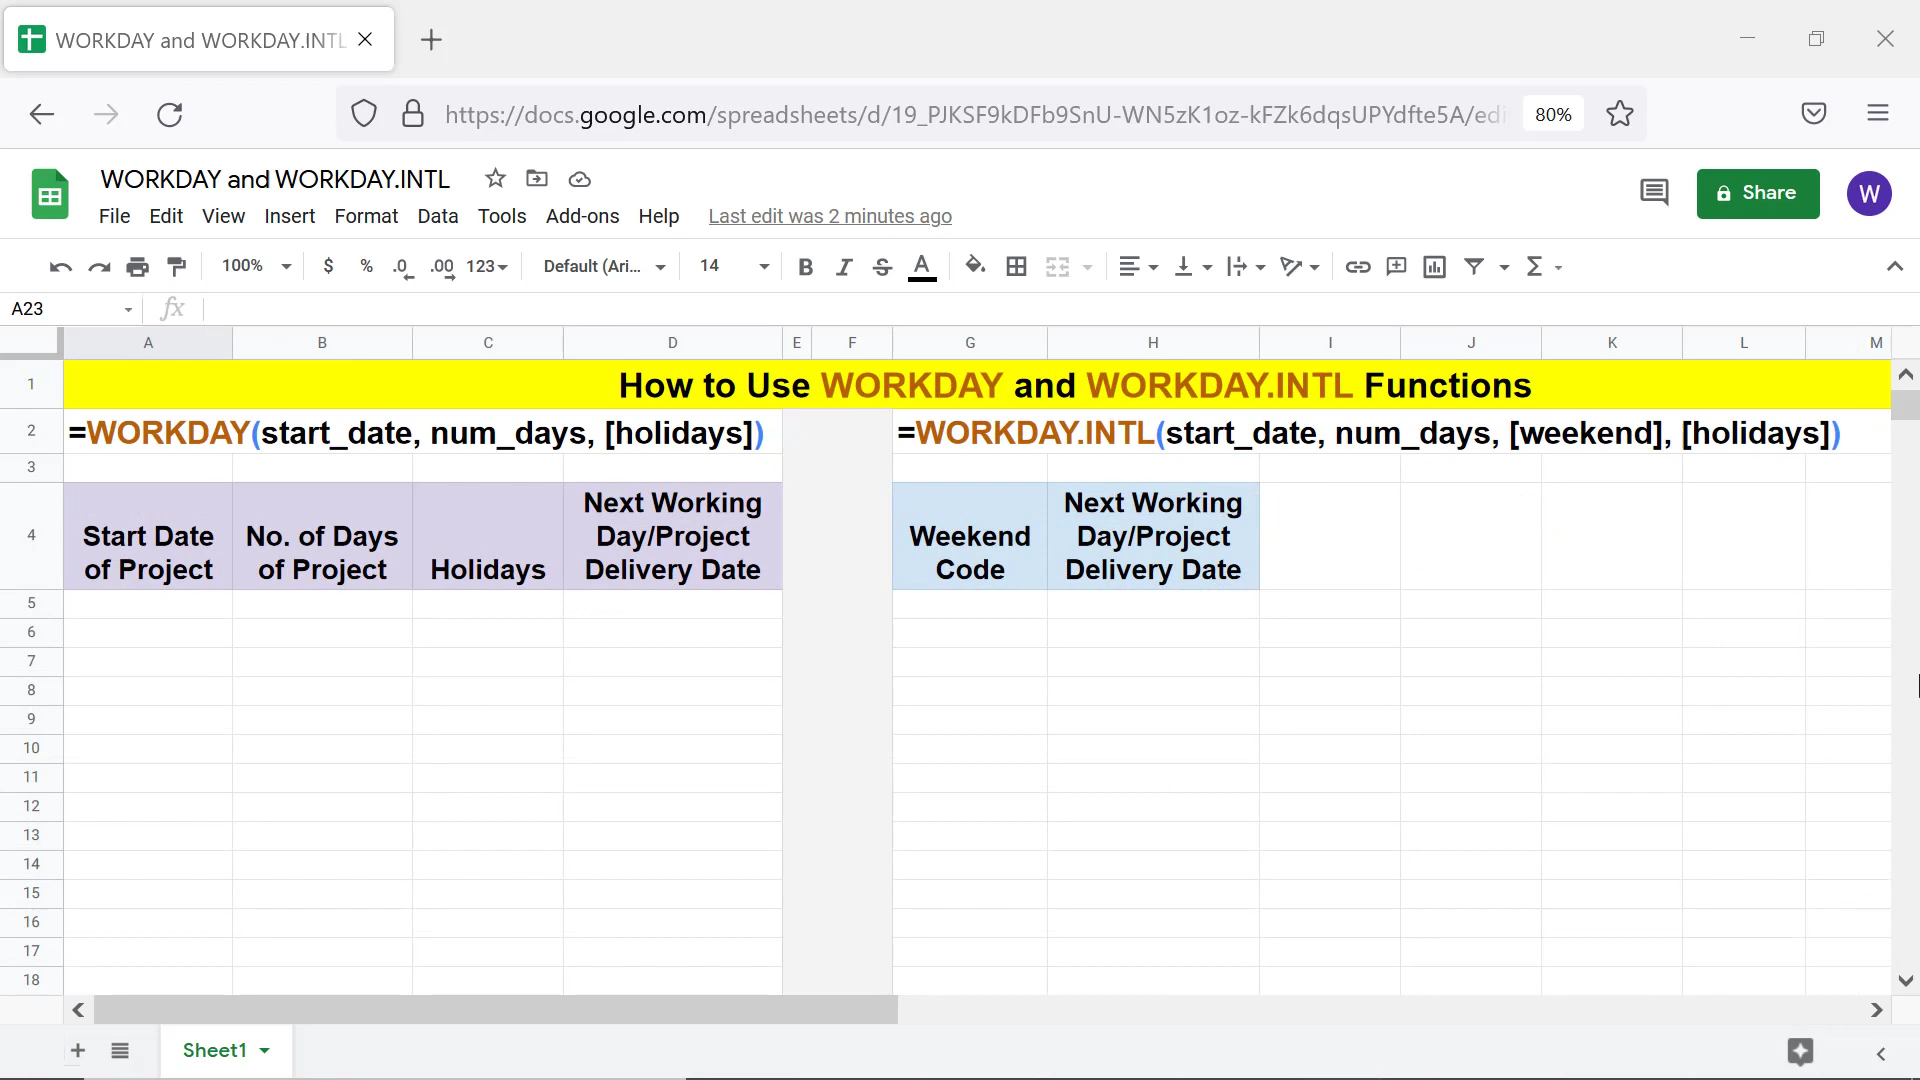 WORKDAY and WORKDAY.INTL
https://docs.google.com/spreadsheets/d/19_PJKSF9kDFb9SnU-WN5zK1oz-kFZk6dqsUPYdfte5A/edi
80%
WORKDAY and WORKDAY.INTL
File Edit View Insert Format Data Tools Add-ons Help Last edit was 2 minutes ago
Share
W
100% $ % .0 .00 123 Default (Ari... 14 B I S A Σ
A23 fx
A B C D E F G H I J K L M
1 How to Use WORKDAY and WORKDAY.INTL Functions
2 =WORKDAY(start_date, num_days, [holidays]) =WORKDAY.INTL(start_date, num_days, [weekend], [holidays])
3
4
Start Date
of Project
No. of Days
of Project
Holidays
Next Working
Day/Project
Delivery Date
Weekend
Code
Next Working
Day/Project
Delivery Date
5
6
7
8
9
10
11
12
13
14
15
16
17
18
Sheet1